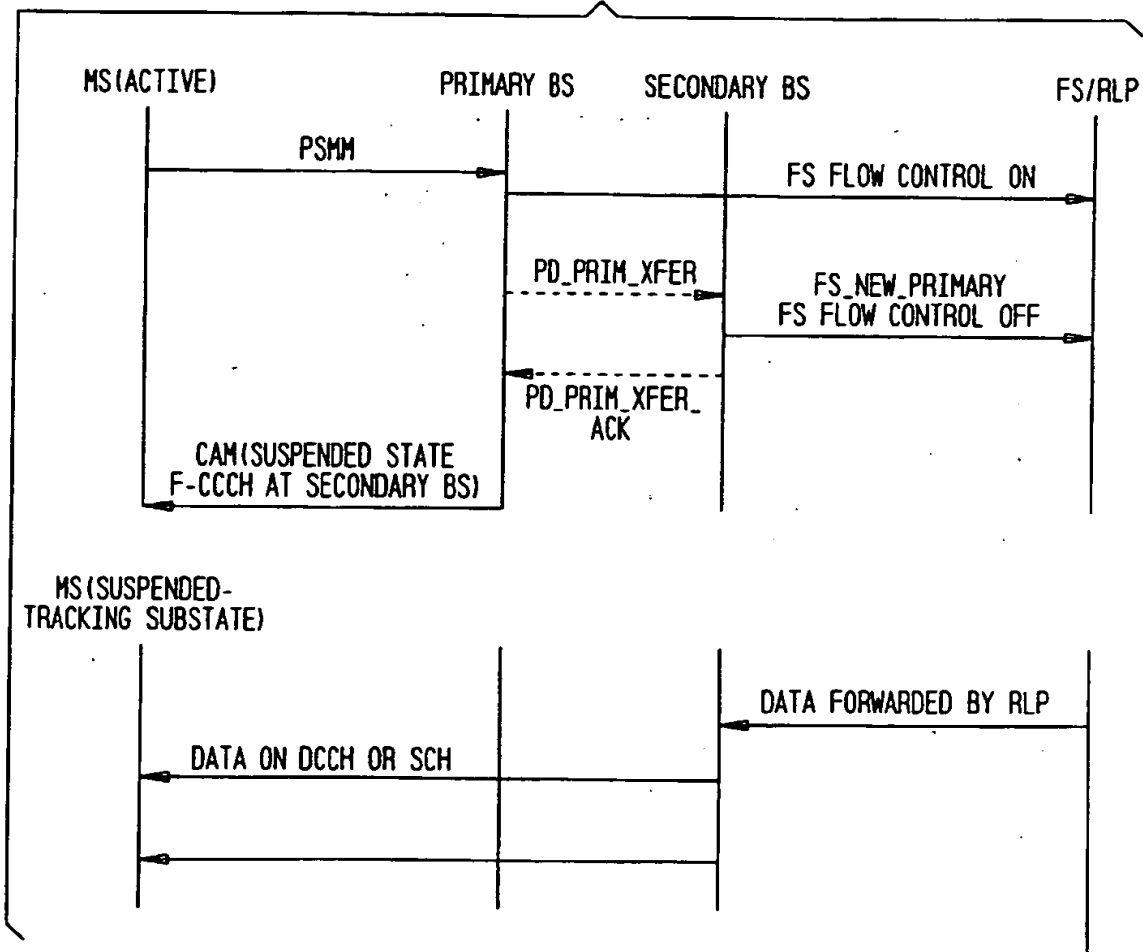 MS(ACTIVE)
PRIMARY BS
SECONDARY BS
FS/RLP
PSMM
FS FLOW CONTROL ON
PD_PRIM_XFER
FS_NEW_PRIMARY
FS FLOW CONTROL OFF
PD_PRIM_XFER_
ACK
CAM(SUSPENDED STATE
F-CCCH AT SECONDARY BS)
MS(SUSPENDED-
TRACKING SUBSTATE)
DATA FORWARDED BY RLP
DATA ON DCCH OR SCH